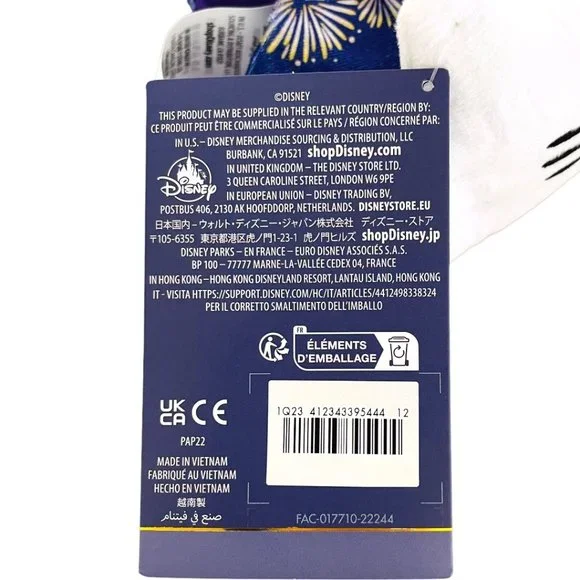 shopDisney.com
©DISNEY
THIS PRODUCT MAY BE SUPPLIED IN THE RELEVANT COUNTRY/REGION BY:
CE PRODUIT PEUT ÊTRE COMMERCIALISÉ SUR LE PAYS / RÉGION CONCERNÉ PAR:
IN U.S. – DISNEY MERCHANDISE SOURCING & DISTRIBUTION, LLC
BURBANK, CA 91521 shopDisney.com
IN UNITED KINGDOM – THE DISNEY STORE LTD.
3 QUEEN CAROLINE STREET, LONDON W6 9PE
IN EUROPEAN UNION – DISNEY TRADING BV,
POSTBUS 406, 2130 AK HOOFDDORP, NETHERLANDS. DISNEYSTORE.EU
Disney
日本国内 – ウォルト・ディズニー・ジャパン株式会社 ディズニー・ストア
〒105-6355 東京都港区虎ノ門1-23-1 虎ノ門ヒルズ shopDisney.jp
DISNEY PARKS – EN FRANCE – EURO DISNEY ASSOCIÉS S.A.S.
BP 100 – 77777 MARNE-LA-VALLÉE CEDEX 04, FRANCE
IN HONG KONG – HONG KONG DISNEYLAND RESORT, LANTAU ISLAND, HONG KONG
IT - VISITA HTTPS://SUPPORT.DISNEY.COM/HC/IT/ARTICLES/4412498338324
PER IL CORRETTO SMALTIMENTO DELL'IMBALLO
FR
ÉLÉMENTS
D'EMBALLAGE
1Q23 412343395444 12
UK
CA CE
PAP22
MADE IN VIETNAM
FABRIQUÉ AU VIETNAM
HECHO EN VIETNAM
越南製
صنع في فيتنام
FAC-017710-22244